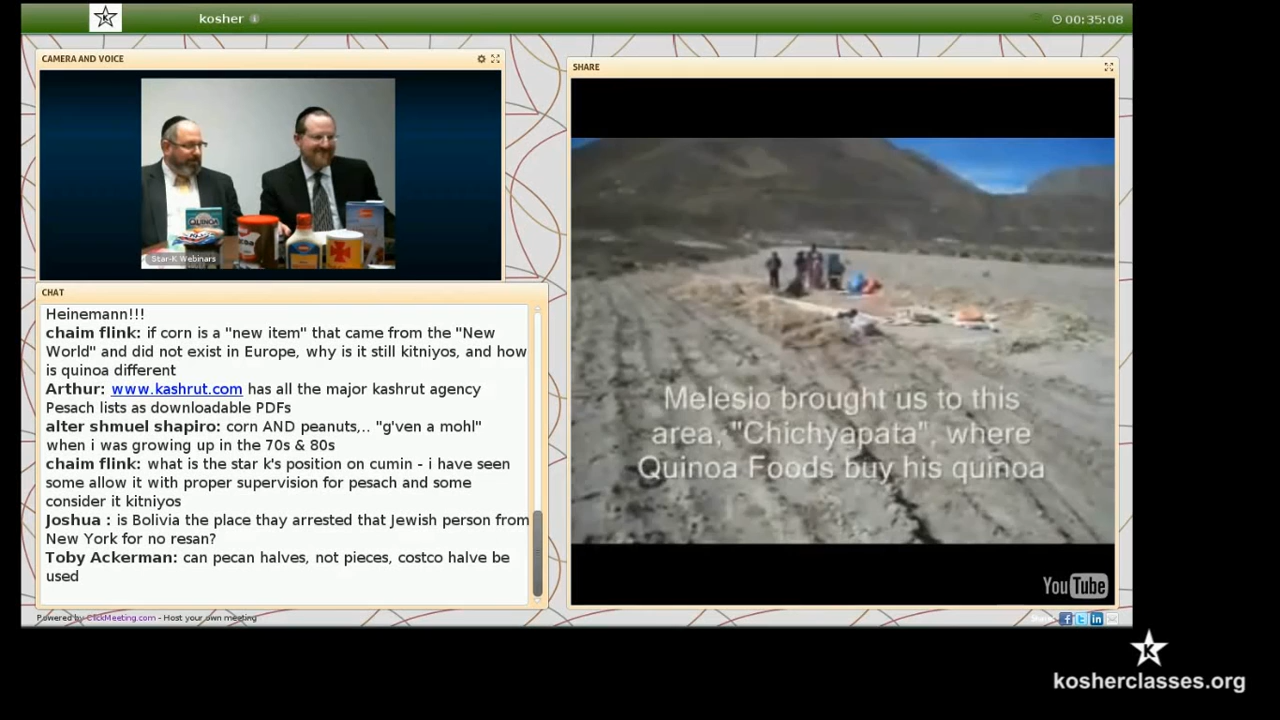 K
kosher
00:35:08
CAMERA AND VOICE
QUINOA
Star-K Webinars
CHAT
Heinemann!!!
chaim flink: if corn is a "new item" that came from the "New
World" and did not exist in Europe, why is it still kitniyos, and how
is quinoa different
Arthur: www.kashrut.com has all the major kashrut agency
Pesach lists as downloadable PDFs
alter shmuel shapiro: corn AND peanuts,.. "g'ven a mohl"
when i was growing up in the 70s & 80s
chaim flink: what is the star k's position on cumin - i have seen
some allow it with proper supervision for pesach and some
consider it kitniyos
Joshua : is Bolivia the place thay arrested that Jewish person from
New York for no resan?
Toby Ackerman: can pecan halves, not pieces, costco halve be
used
Powered by ClickMeeting.com - Host your own meeting
SHARE
Melesio brought us to this
area, "Chichyapata", where
Quinoa Foods buy his quinoa
YouTube
K
kosherclasses.org